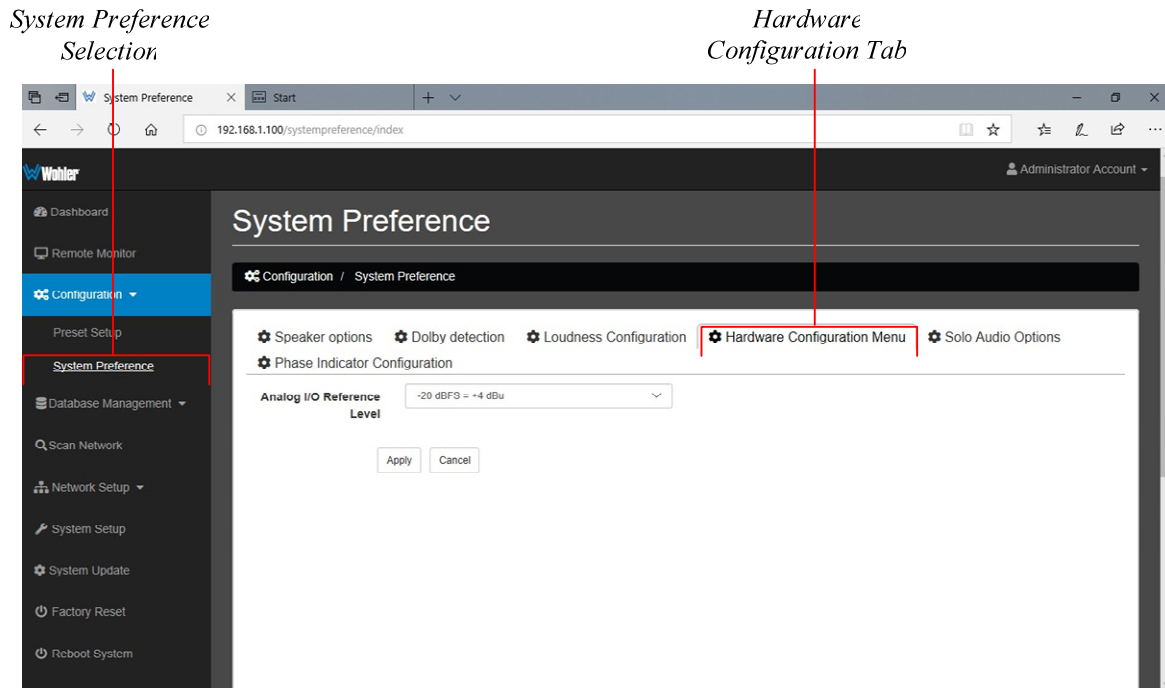 System Preference
Selection
Hardware
Configuration Tab
System Preference
Start
192.168.1.100/systempreference/index
Wohler
Administrator Account
Dashboard
Remote Monitor
Configuration
Preset Setup
System Preference
Database Management
Scan Network
Network Setup
System Setup
System Update
Factory Reset
Reboot System
System Preference
Configuration / System Preference
Speaker options Dolby detection Loudness Configuration Hardware Configuration Menu Solo Audio Options
Phase Indicator Configuration
Analog I/O Reference
Level
-20 dBFS = +4 dBu
Apply Cancel